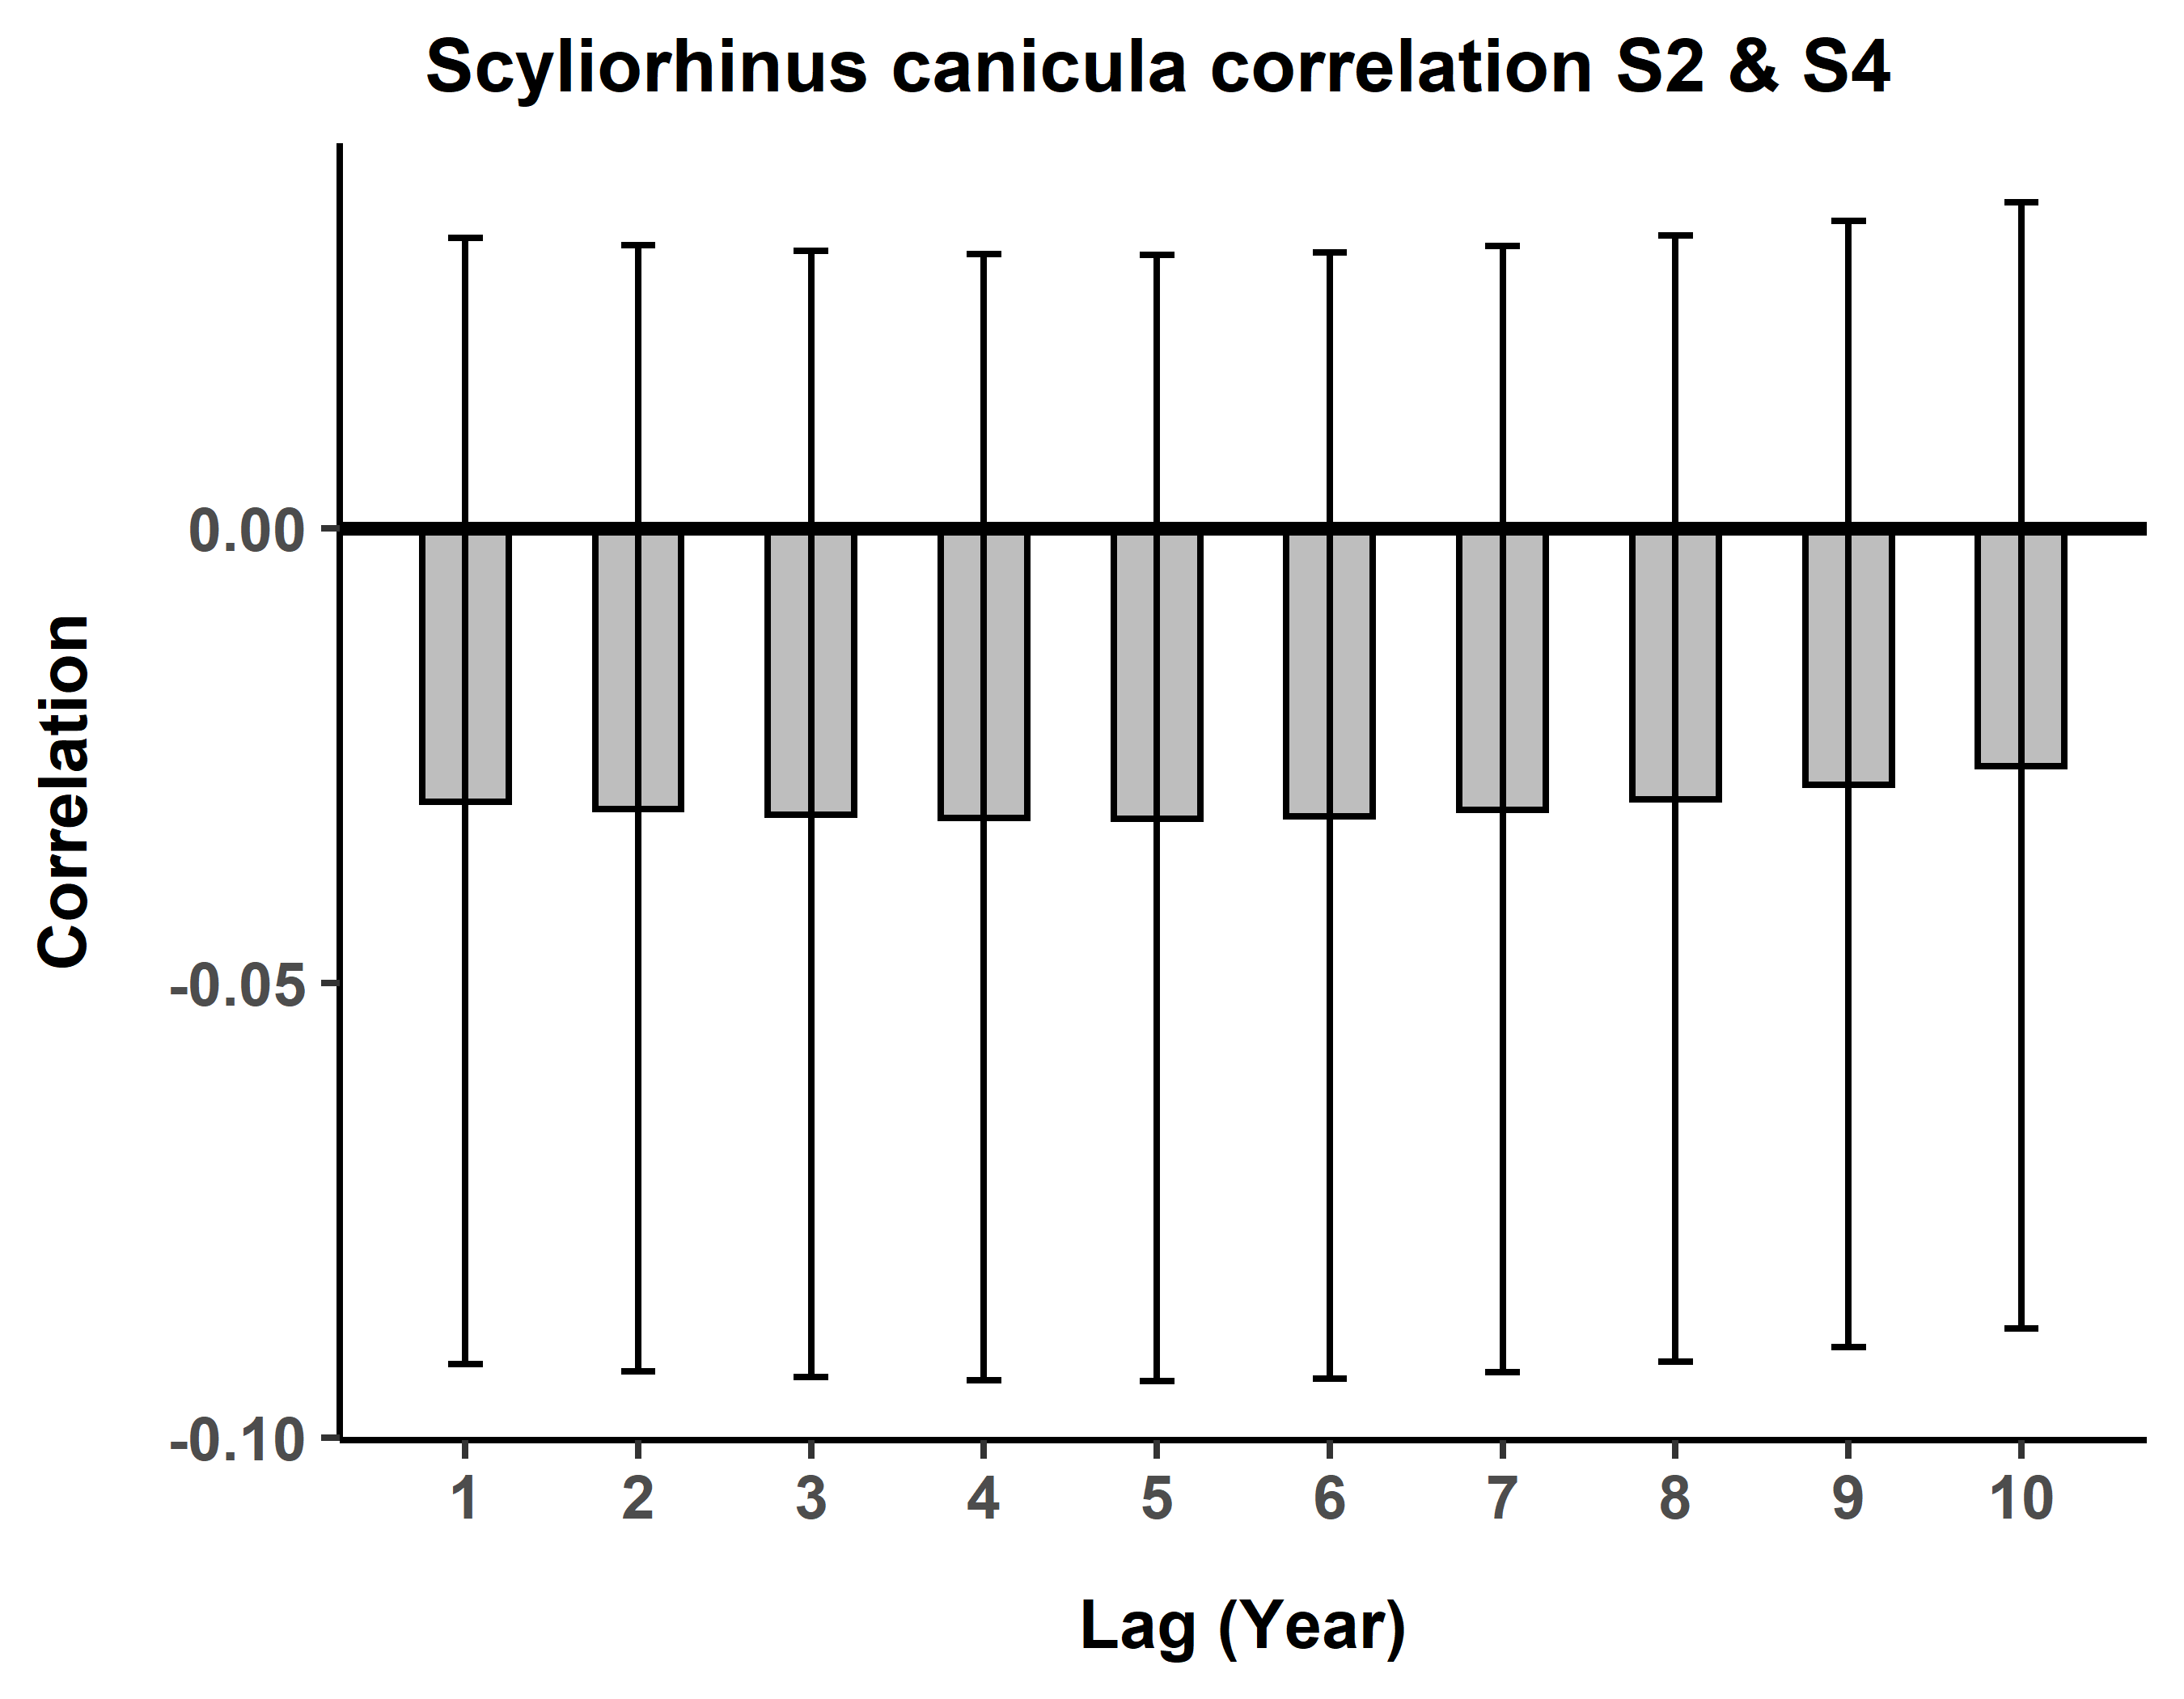 Scyliorhinus canicula correlation S2 & S4
Correlation
0.00
-0.05
-0.10
1 2 3 4 5 6 7 8 9 10
Lag (Year)